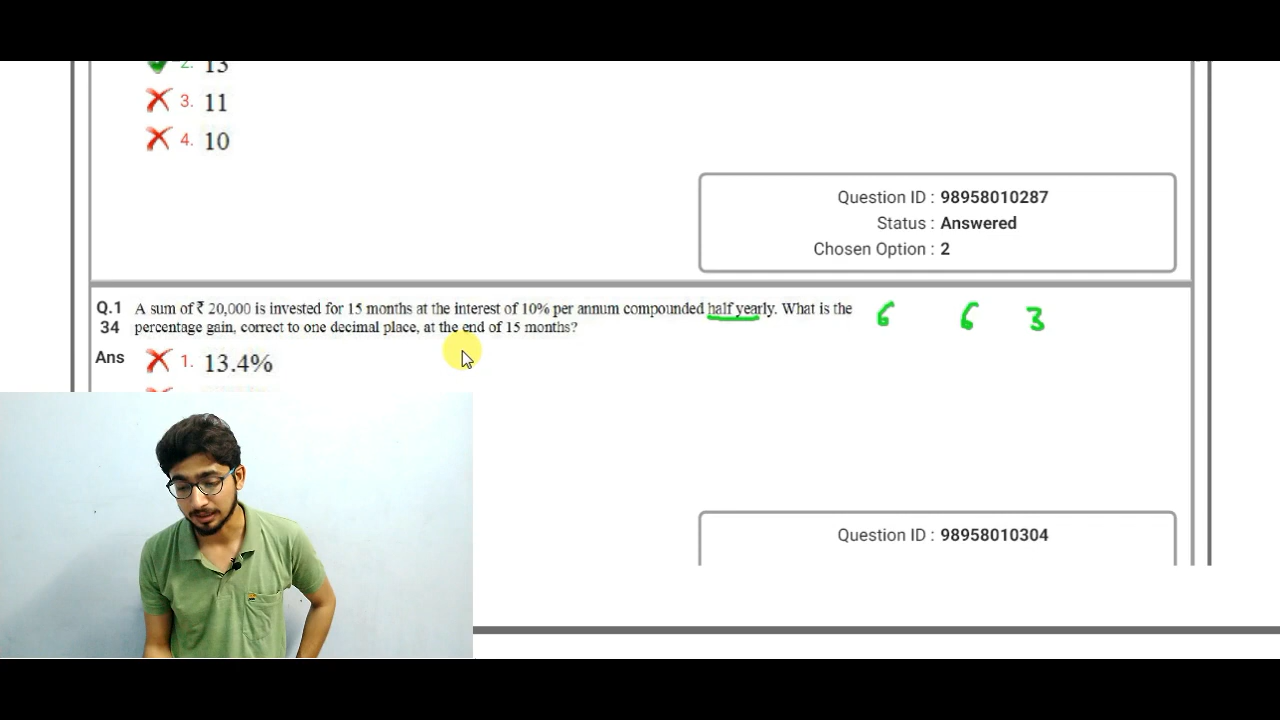 2. 13
3. 11
4. 10
Question ID : 98958010287
Status : Answered
Chosen Option : 2
Q.1 A sum of ₹ 20,000 is invested for 15 months at the interest of 10% per annum compounded half yearly. What is the 6 6 3
34 percentage gain, correct to one decimal place, at the end of 15 months?
Ans 1. 13.4%
Question ID : 98958010304